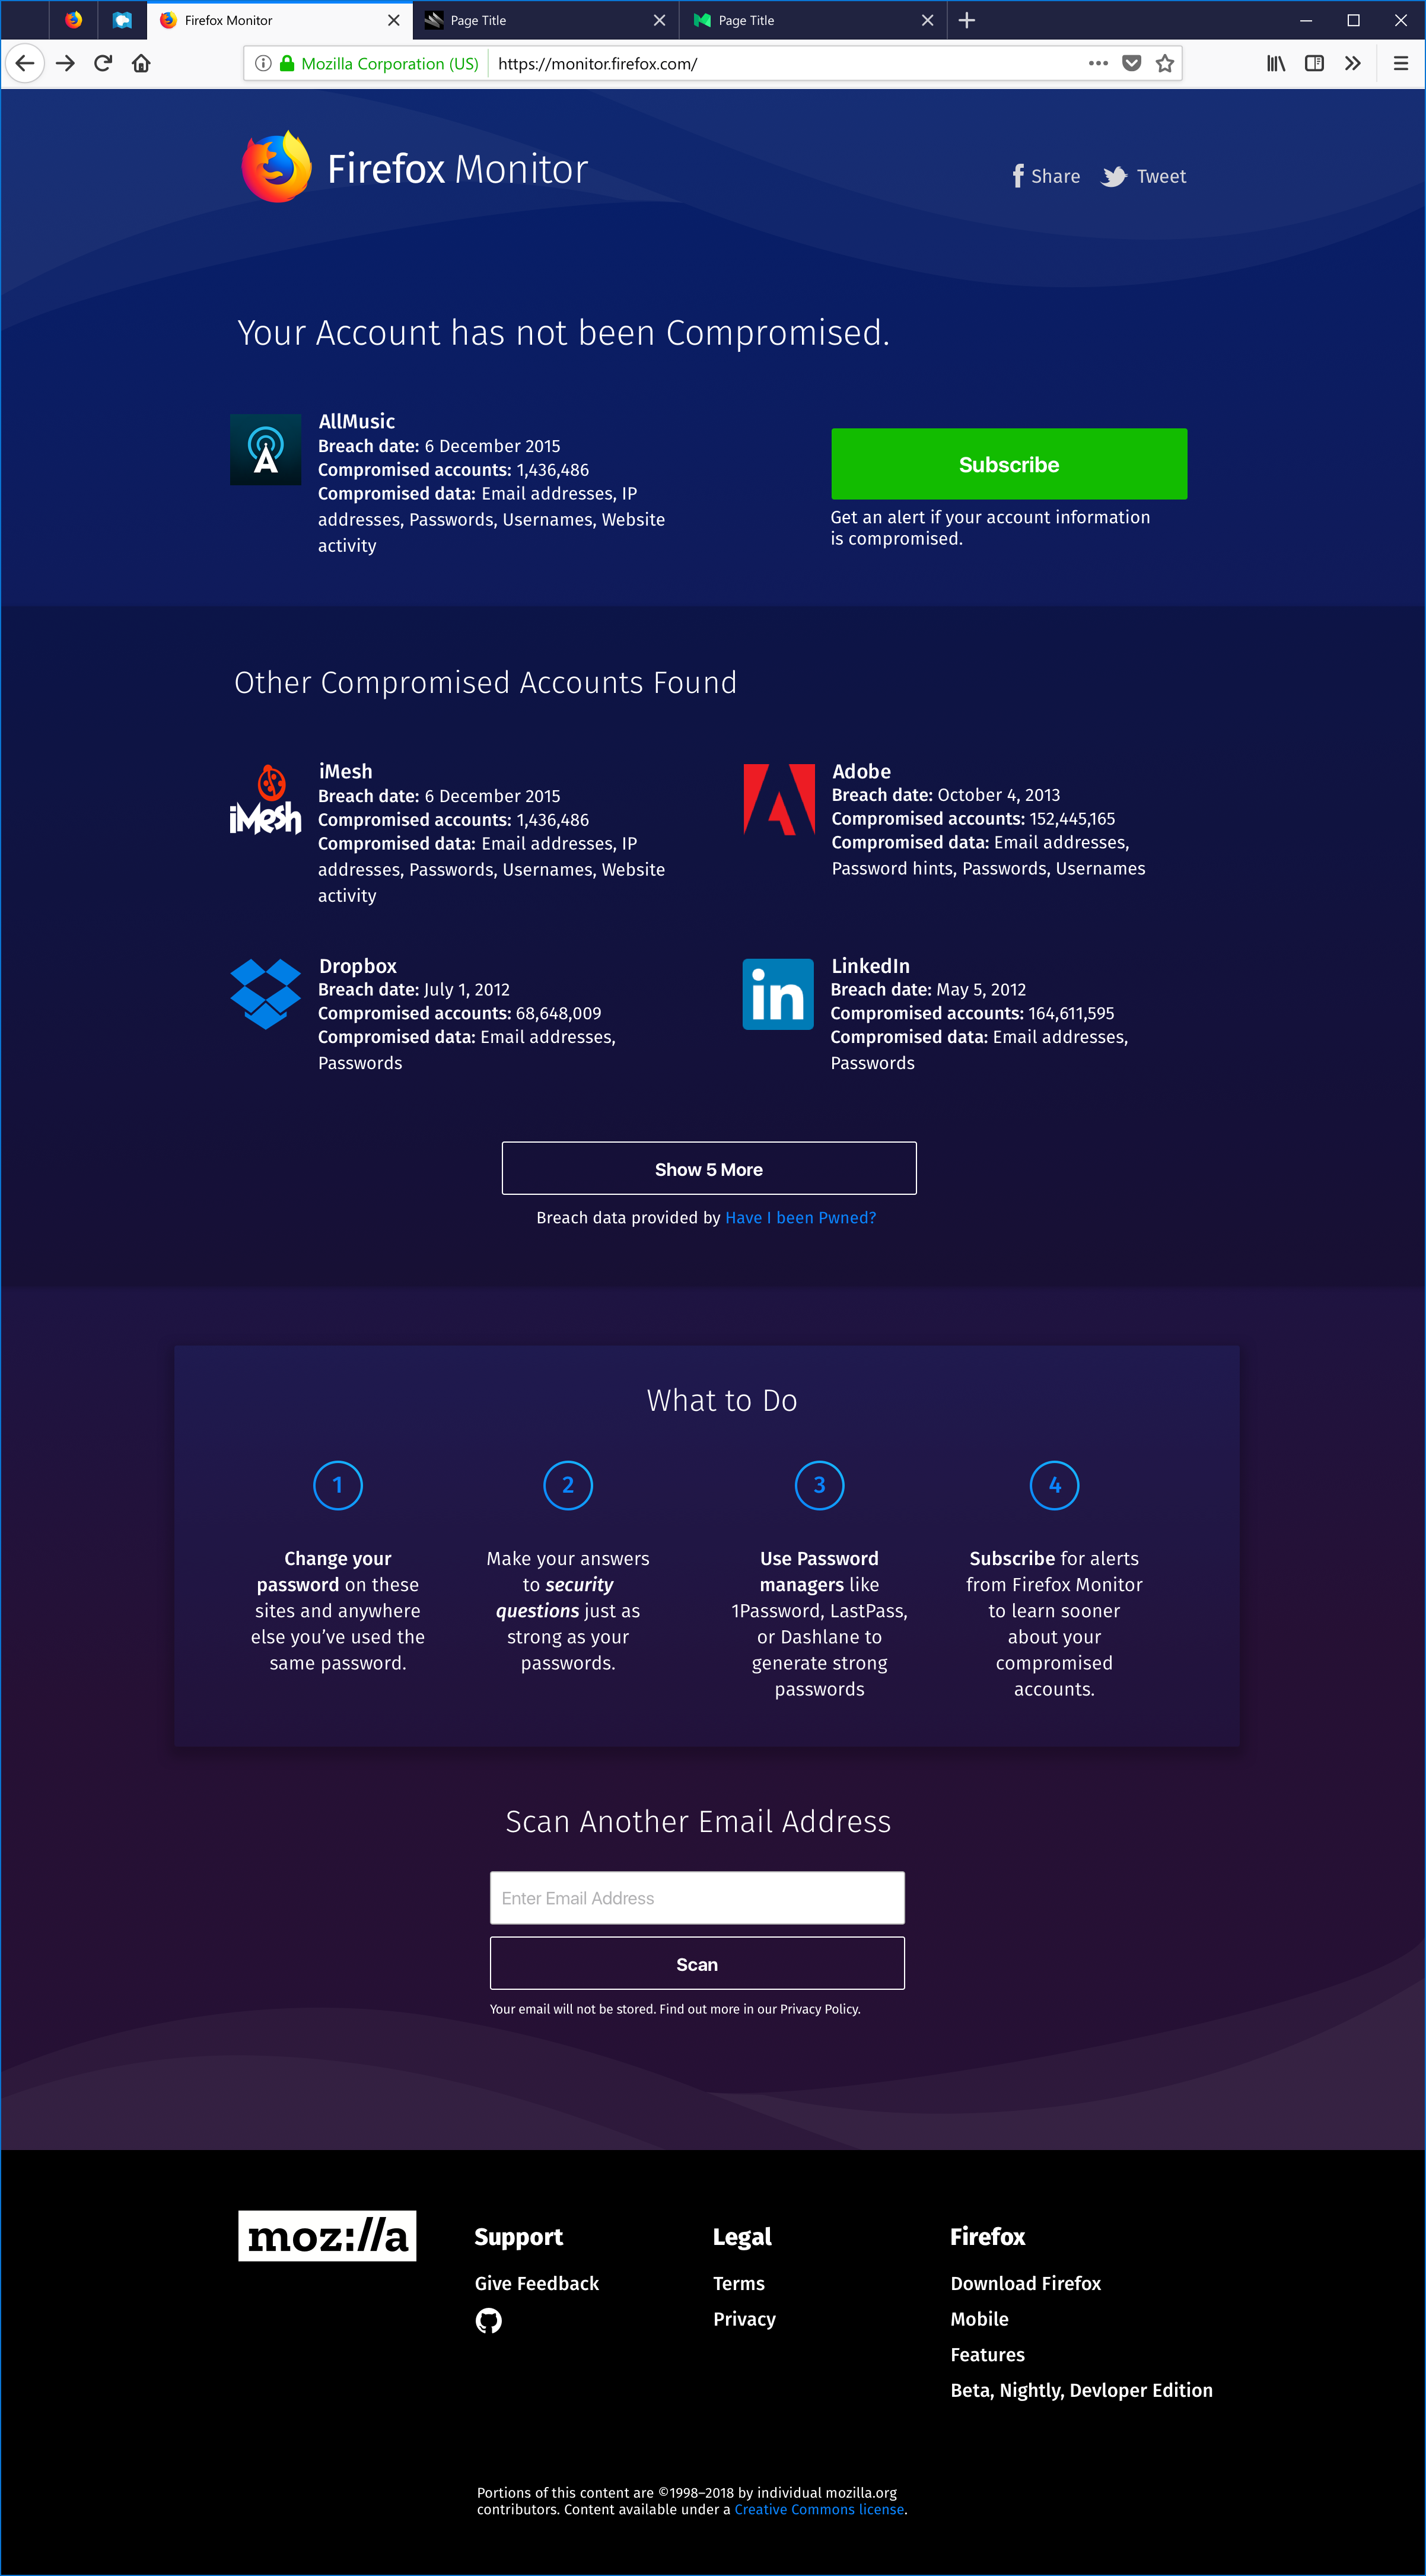 Firefox Monitor
Page Title
Page Title
Mozilla Corporation (US)
https://monitor.firefox.com/
Firefox Monitor
Share
Tweet
Your Account has not been Compromised.
AllMusic
Breach date: 6 December 2015
Compromised accounts: 1,436,486
Compromised data: Email addresses, IP
addresses, Passwords, Usernames, Website
activity
Subscribe
Get an alert if your account information
is compromised.
Other Compromised Accounts Found
iMesh
iMesh
Breach date: 6 December 2015
Compromised accounts: 1,436,486
Compromised data: Email addresses, IP
addresses, Passwords, Usernames, Website
activity
Adobe
Breach date: October 4, 2013
Compromised accounts: 152,445,165
Compromised data: Email addresses,
Password hints, Passwords, Usernames
Dropbox
Breach date: July 1, 2012
Compromised accounts: 68,648,009
Compromised data: Email addresses,
Passwords
in
LinkedIn
Breach date: May 5, 2012
Compromised accounts: 164,611,595
Compromised data: Email addresses,
Passwords
Show 5 More
Breach data provided by Have I been Pwned?
What to Do
1
Change your
password on these
sites and anywhere
else you’ve used the
same password.
2
Make your answers
to security
questions just as
strong as your
passwords.
3
Use Password
managers like
1Password, LastPass,
or Dashlane to
generate strong
passwords
4
Subscribe for alerts
from Firefox Monitor
to learn sooner
about your
compromised
accounts.
Scan Another Email Address
Enter Email Address
Scan
Your email will not be stored. Find out more in our Privacy Policy.
moz://a
Support
Give Feedback
Legal
Terms
Privacy
Firefox
Download Firefox
Mobile
Features
Beta, Nightly, Devloper Edition
Portions of this content are ©1998–2018 by individual mozilla.org
contributors. Content available under a Creative Commons license.